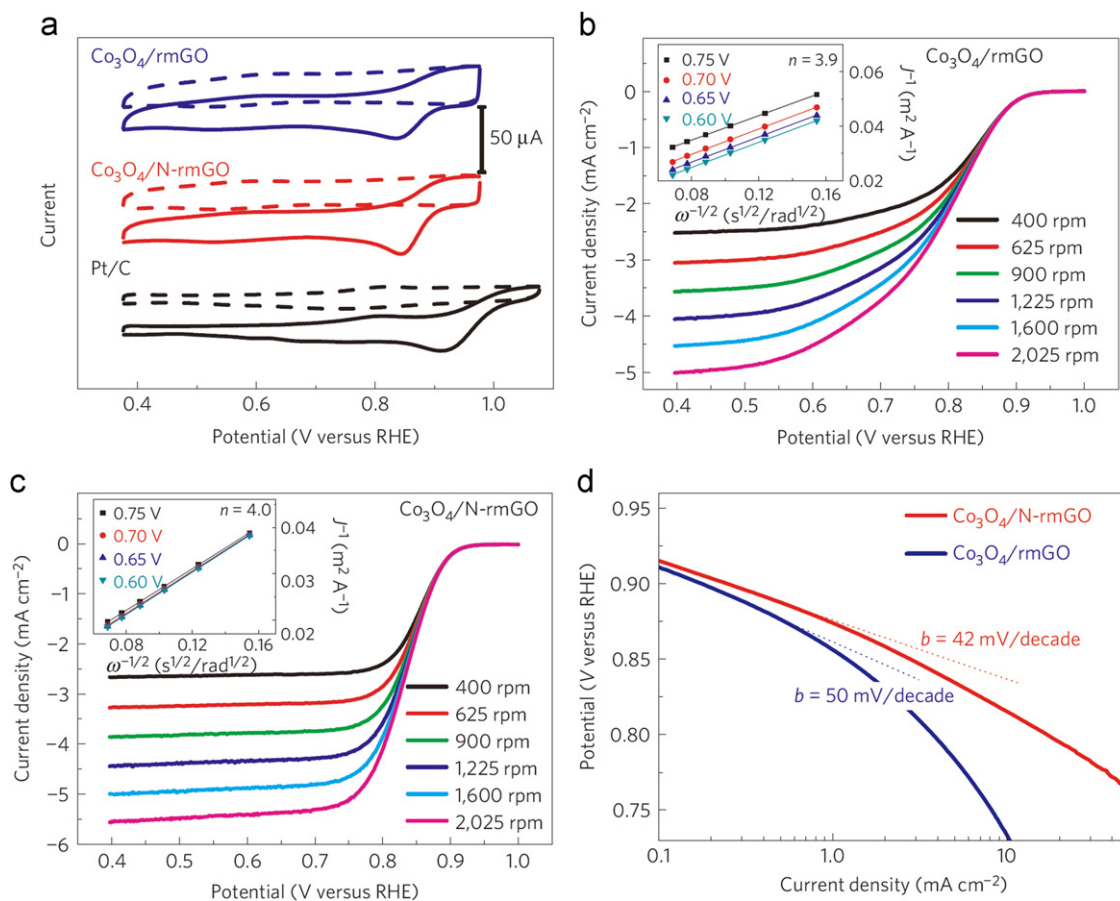 a
Co₃O₄/rmGO
50 μA
Co₃O₄/N-rmGO
Pt/C
Current
0.4 0.6 0.8 1.0
Potential (V versus RHE)
b
0.75 V
0.70 V
0.65 V
0.60 V
n = 3.9
0.06
0.04
0.02
J⁻¹ (m² A⁻¹)
0.08 0.12 0.16
ω⁻¹/² (s¹/²/rad¹/²)
Co₃O₄/rmGO
0
-1
-2
-3
-4
-5
Current density (mA cm⁻²)
400 rpm
625 rpm
900 rpm
1,225 rpm
1,600 rpm
2,025 rpm
0.4 0.5 0.6 0.7 0.8 0.9 1.0
Potential (V versus RHE)
c
0.75 V
0.70 V
0.65 V
0.60 V
n = 4.0
0.04
0.03
0.02
J⁻¹ (m² A⁻¹)
0.08 0.12 0.16
ω⁻¹/² (s¹/²/rad¹/²)
Co₃O₄/N-rmGO
0
-1
-2
-3
-4
-5
-6
Current density (mA cm⁻²)
400 rpm
625 rpm
900 rpm
1,225 rpm
1,600 rpm
2,025 rpm
0.4 0.5 0.6 0.7 0.8 0.9 1.0
Potential (V versus RHE)
d
Co₃O₄/N-rmGO
Co₃O₄/rmGO
0.95
0.90
0.85
0.80
0.75
Potential (V versus RHE)
b = 42 mV/decade
b = 50 mV/decade
0.1 1.0 10
Current density (mA cm⁻²)